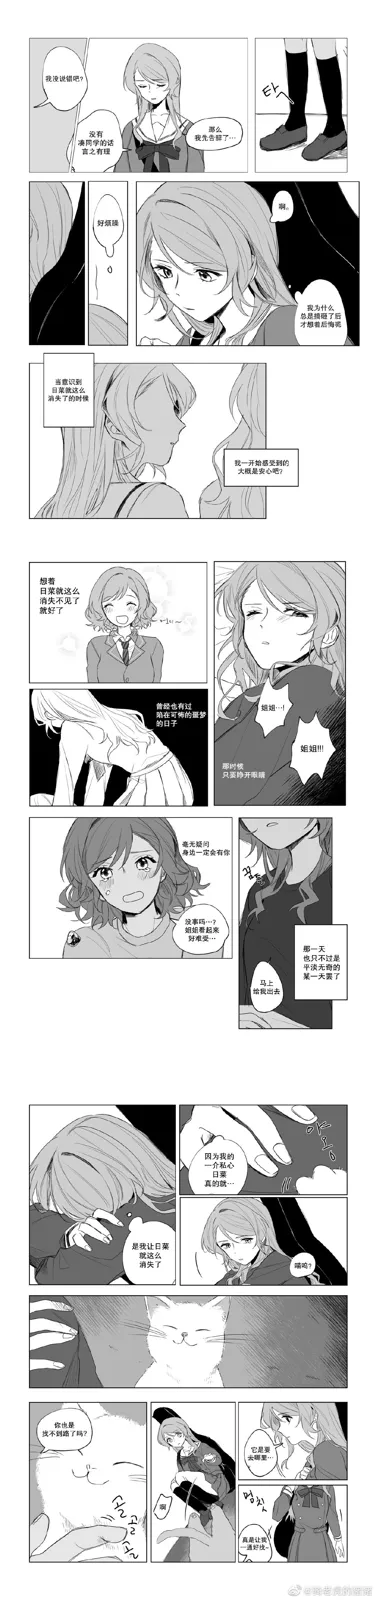 我没说错吧?
没有
凑同学的话
言之有理
那么
我先告辞了…
타
好烦躁
啊。
我为什么
总是搞砸了后
才想着后悔呢
当意识到
日菜就这么
消失了的时候
我一开始感受到的
大概是安心吧?
想着
日菜就这么
消失不见了
就好了
曾经也有过
陷在可怖的噩梦
的日子
姐姐…!
姐姐!!!
那时候
只要睁开眼睛
毫无疑问
身边一定会有你
没事吗…?
姐姐看起来
好难受…
那一天
也只不过是
平淡无奇的
某一天罢了
马上
给我出去
是我让日菜
就这么
消失了
因为我的
一介私心
日菜
真的就…
喵呜?
你也是
找不到路了吗?
골
골
골
啊
它是要
去哪里…
멈칫
真是让我
一通好找~